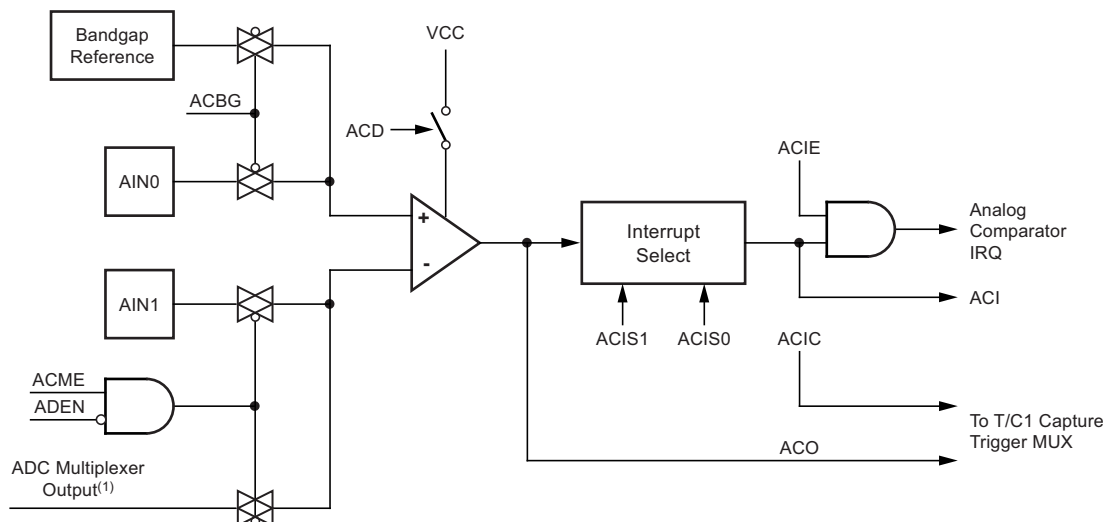 Bandgap
Reference
VCC
ACBG
ACD
ACIE
AIN0
+
Analog
Comparator
IRQ
Interrupt
Select
-
AIN1
ACI
ACIS1
ACIS0
ACIC
ACME
ADEN
To T/C1 Capture
Trigger MUX
ACO
ADC Multiplexer
Output(1)